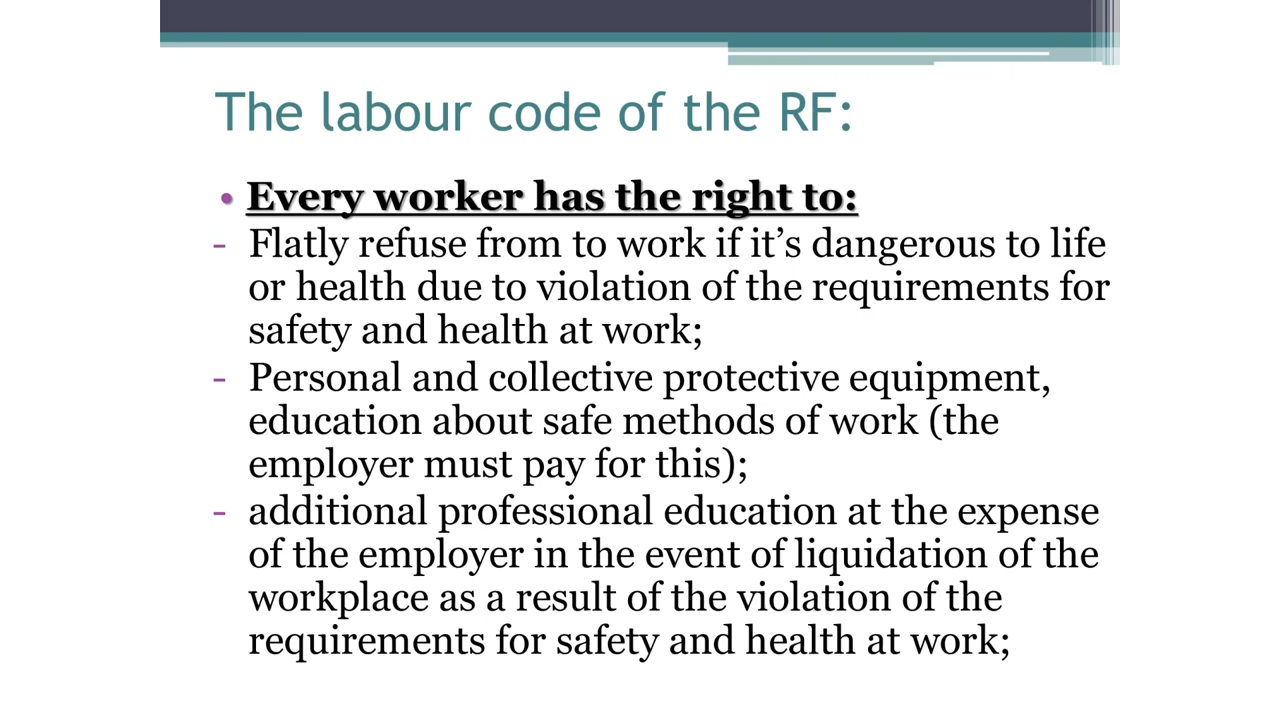 The labour code of the RF:
• Every worker has the right to:
- Flatly refuse from to work if it’s dangerous to life
or health due to violation of the requirements for
safety and health at work;
- Personal and collective protective equipment,
education about safe methods of work (the
employer must pay for this);
- additional professional education at the expense
of the employer in the event of liquidation of the
workplace as a result of the violation of the
requirements for safety and health at work;